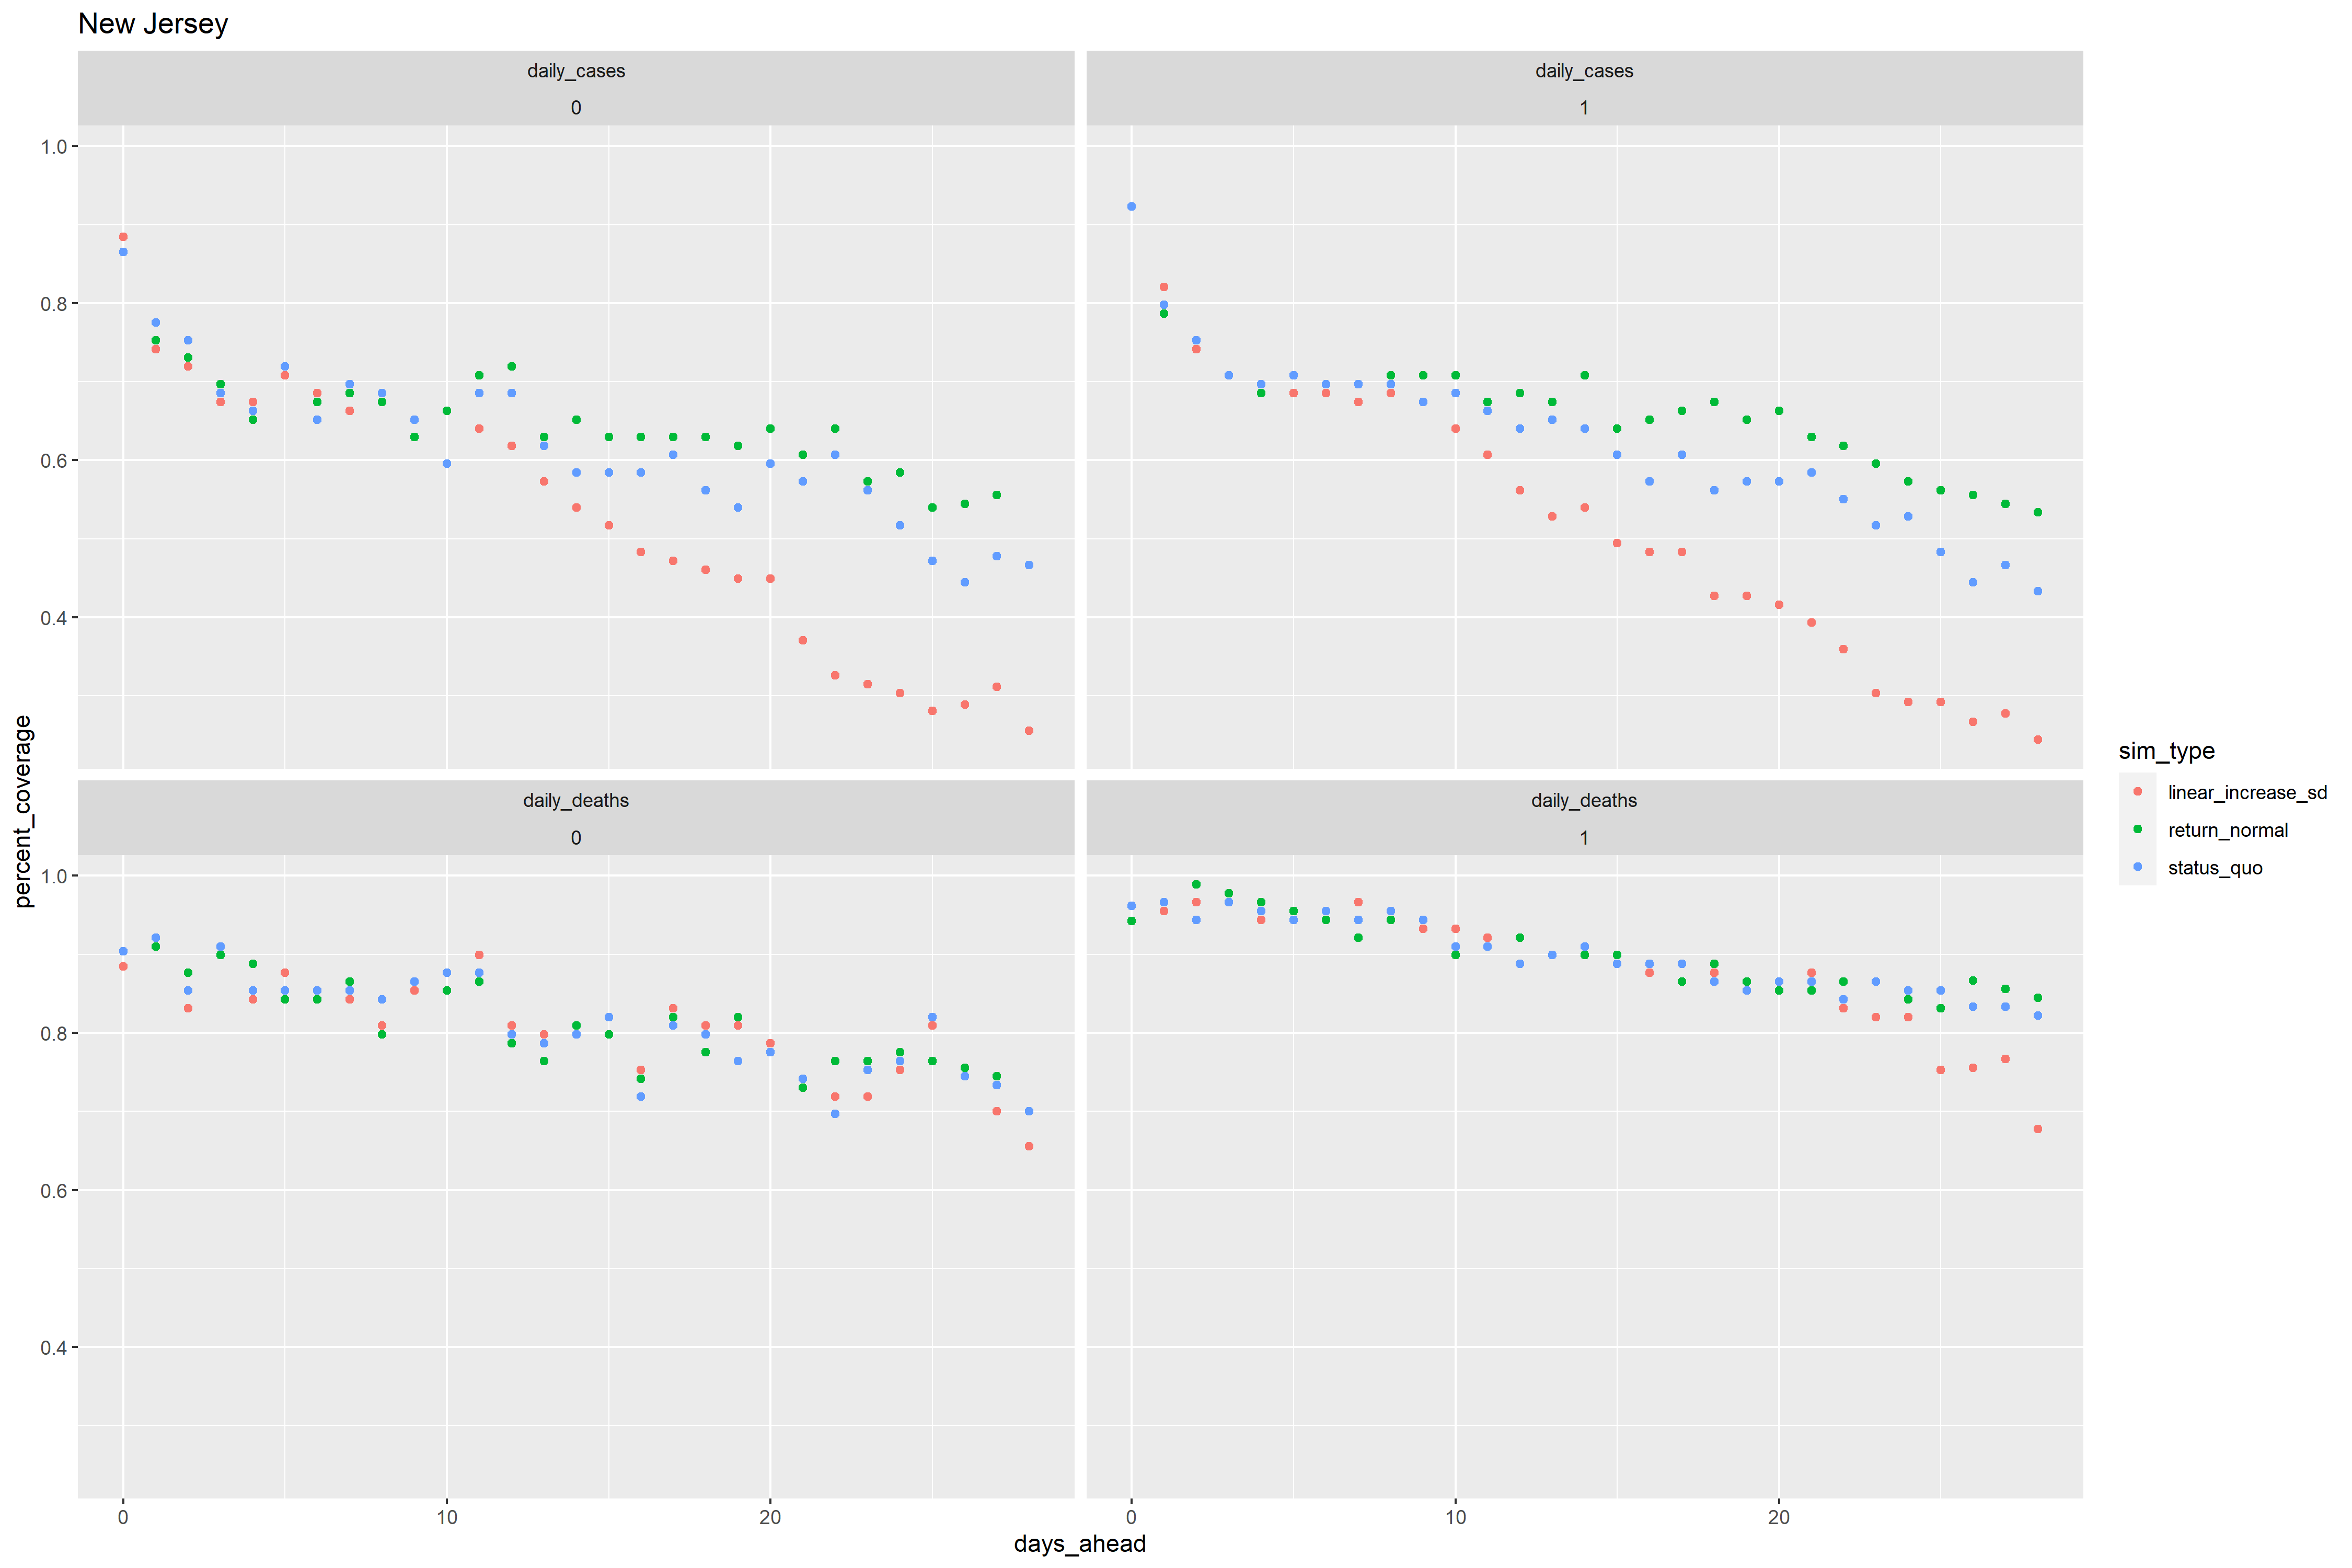 New Jersey
daily_cases
0
daily_cases
1
1.0
0.8
0.6
0.4
daily_deaths
0
daily_deaths
1
1.0
0.8
0.6
0.4
percent_coverage
0
10
20
0
10
20
days_ahead
sim_type
linear_increase_sd
return_normal
status_quo